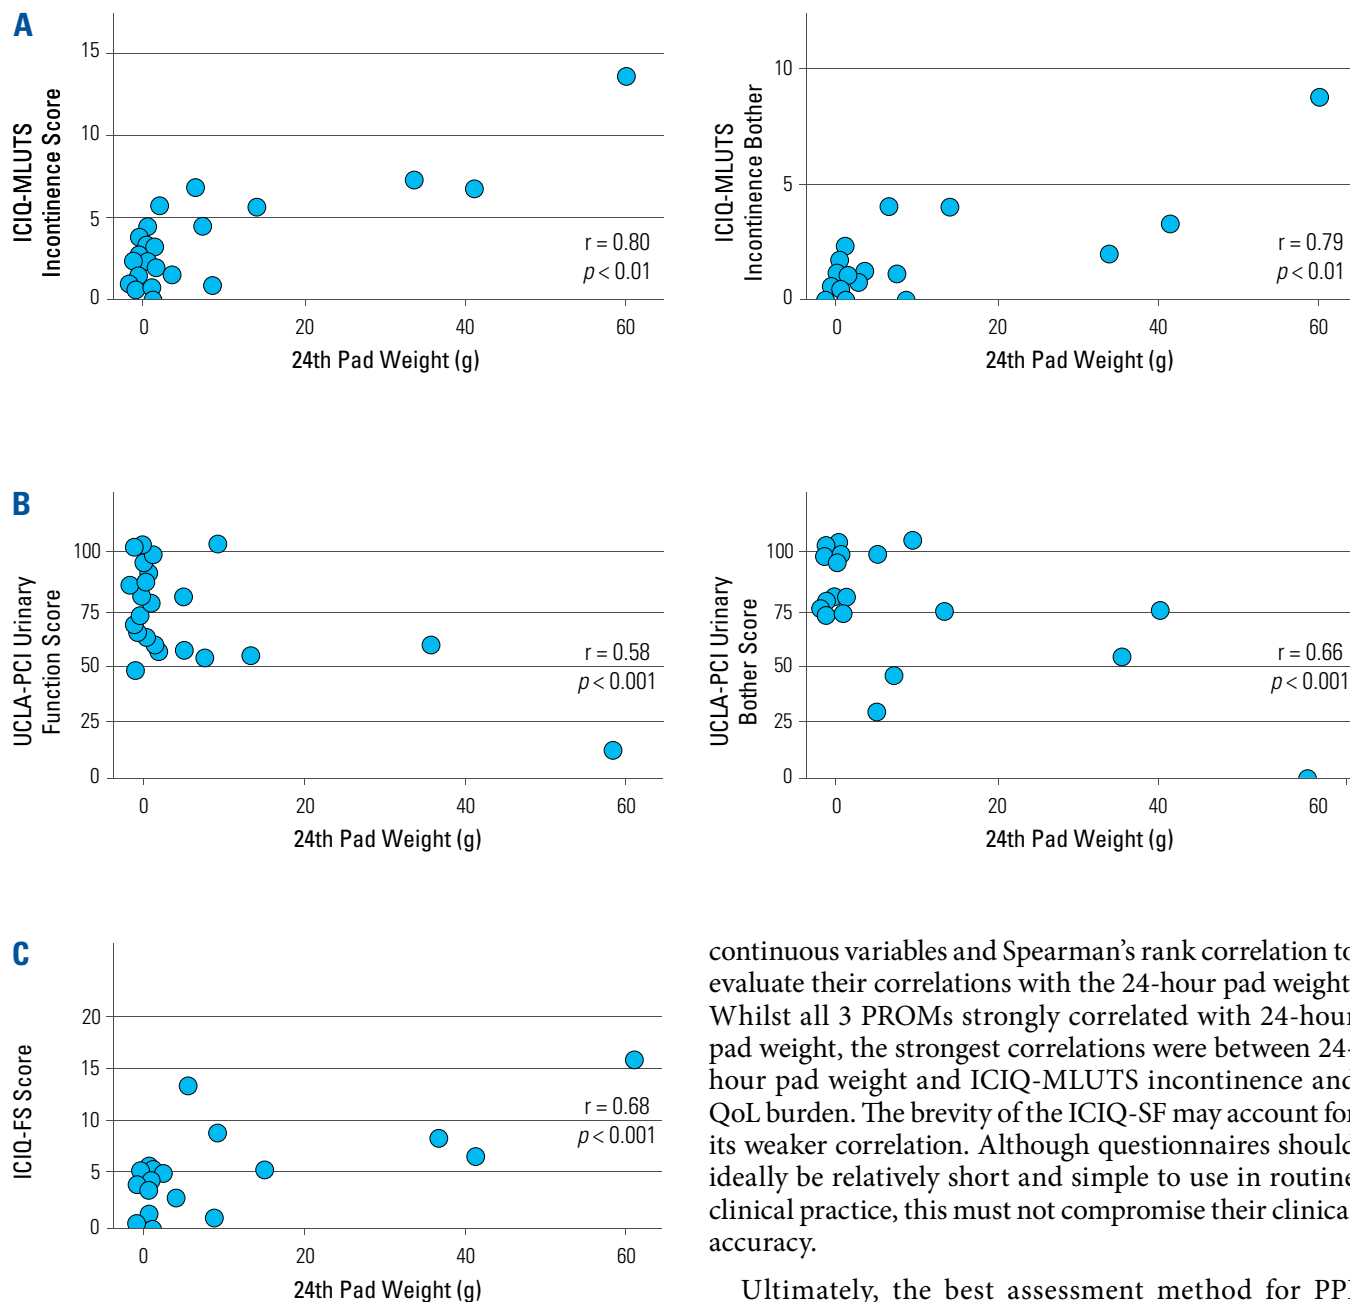 A
ICIQ-MLUTS
Incontinence Score
15
10
5
0
r = 0.80
p < 0.01
0 20 40 60
24th Pad Weight (g)
ICIQ-MLUTS
Incontinence Bother
10
5
0
r = 0.79
p < 0.01
0 20 40 60
24th Pad Weight (g)
B
UCLA-PCI Urinary
Function Score
100
75
50
25
0
r = 0.58
p < 0.001
0 20 40 60
24th Pad Weight (g)
UCLA-PCI Urinary
Bother Score
100
75
50
25
0
r = 0.66
p < 0.001
0 20 40 60
24th Pad Weight (g)
C
ICIQ-FS Score
20
15
10
5
0
r = 0.68
p < 0.001
0 20 40 60
24th Pad Weight (g)
continuous variables and Spearman's rank correlation to
evaluate their correlations with the 24-hour pad weight
Whilst all 3 PROMs strongly correlated with 24-hour
pad weight, the strongest correlations were between 24-
hour pad weight and ICIQ-MLUTS incontinence and
QoL burden. The brevity of the ICIQ-SF may account for
its weaker correlation. Although questionnaires should
ideally be relatively short and simple to use in routine
clinical practice, this must not compromise their clinica
accuracy.
Ultimately, the best assessment method for PPI